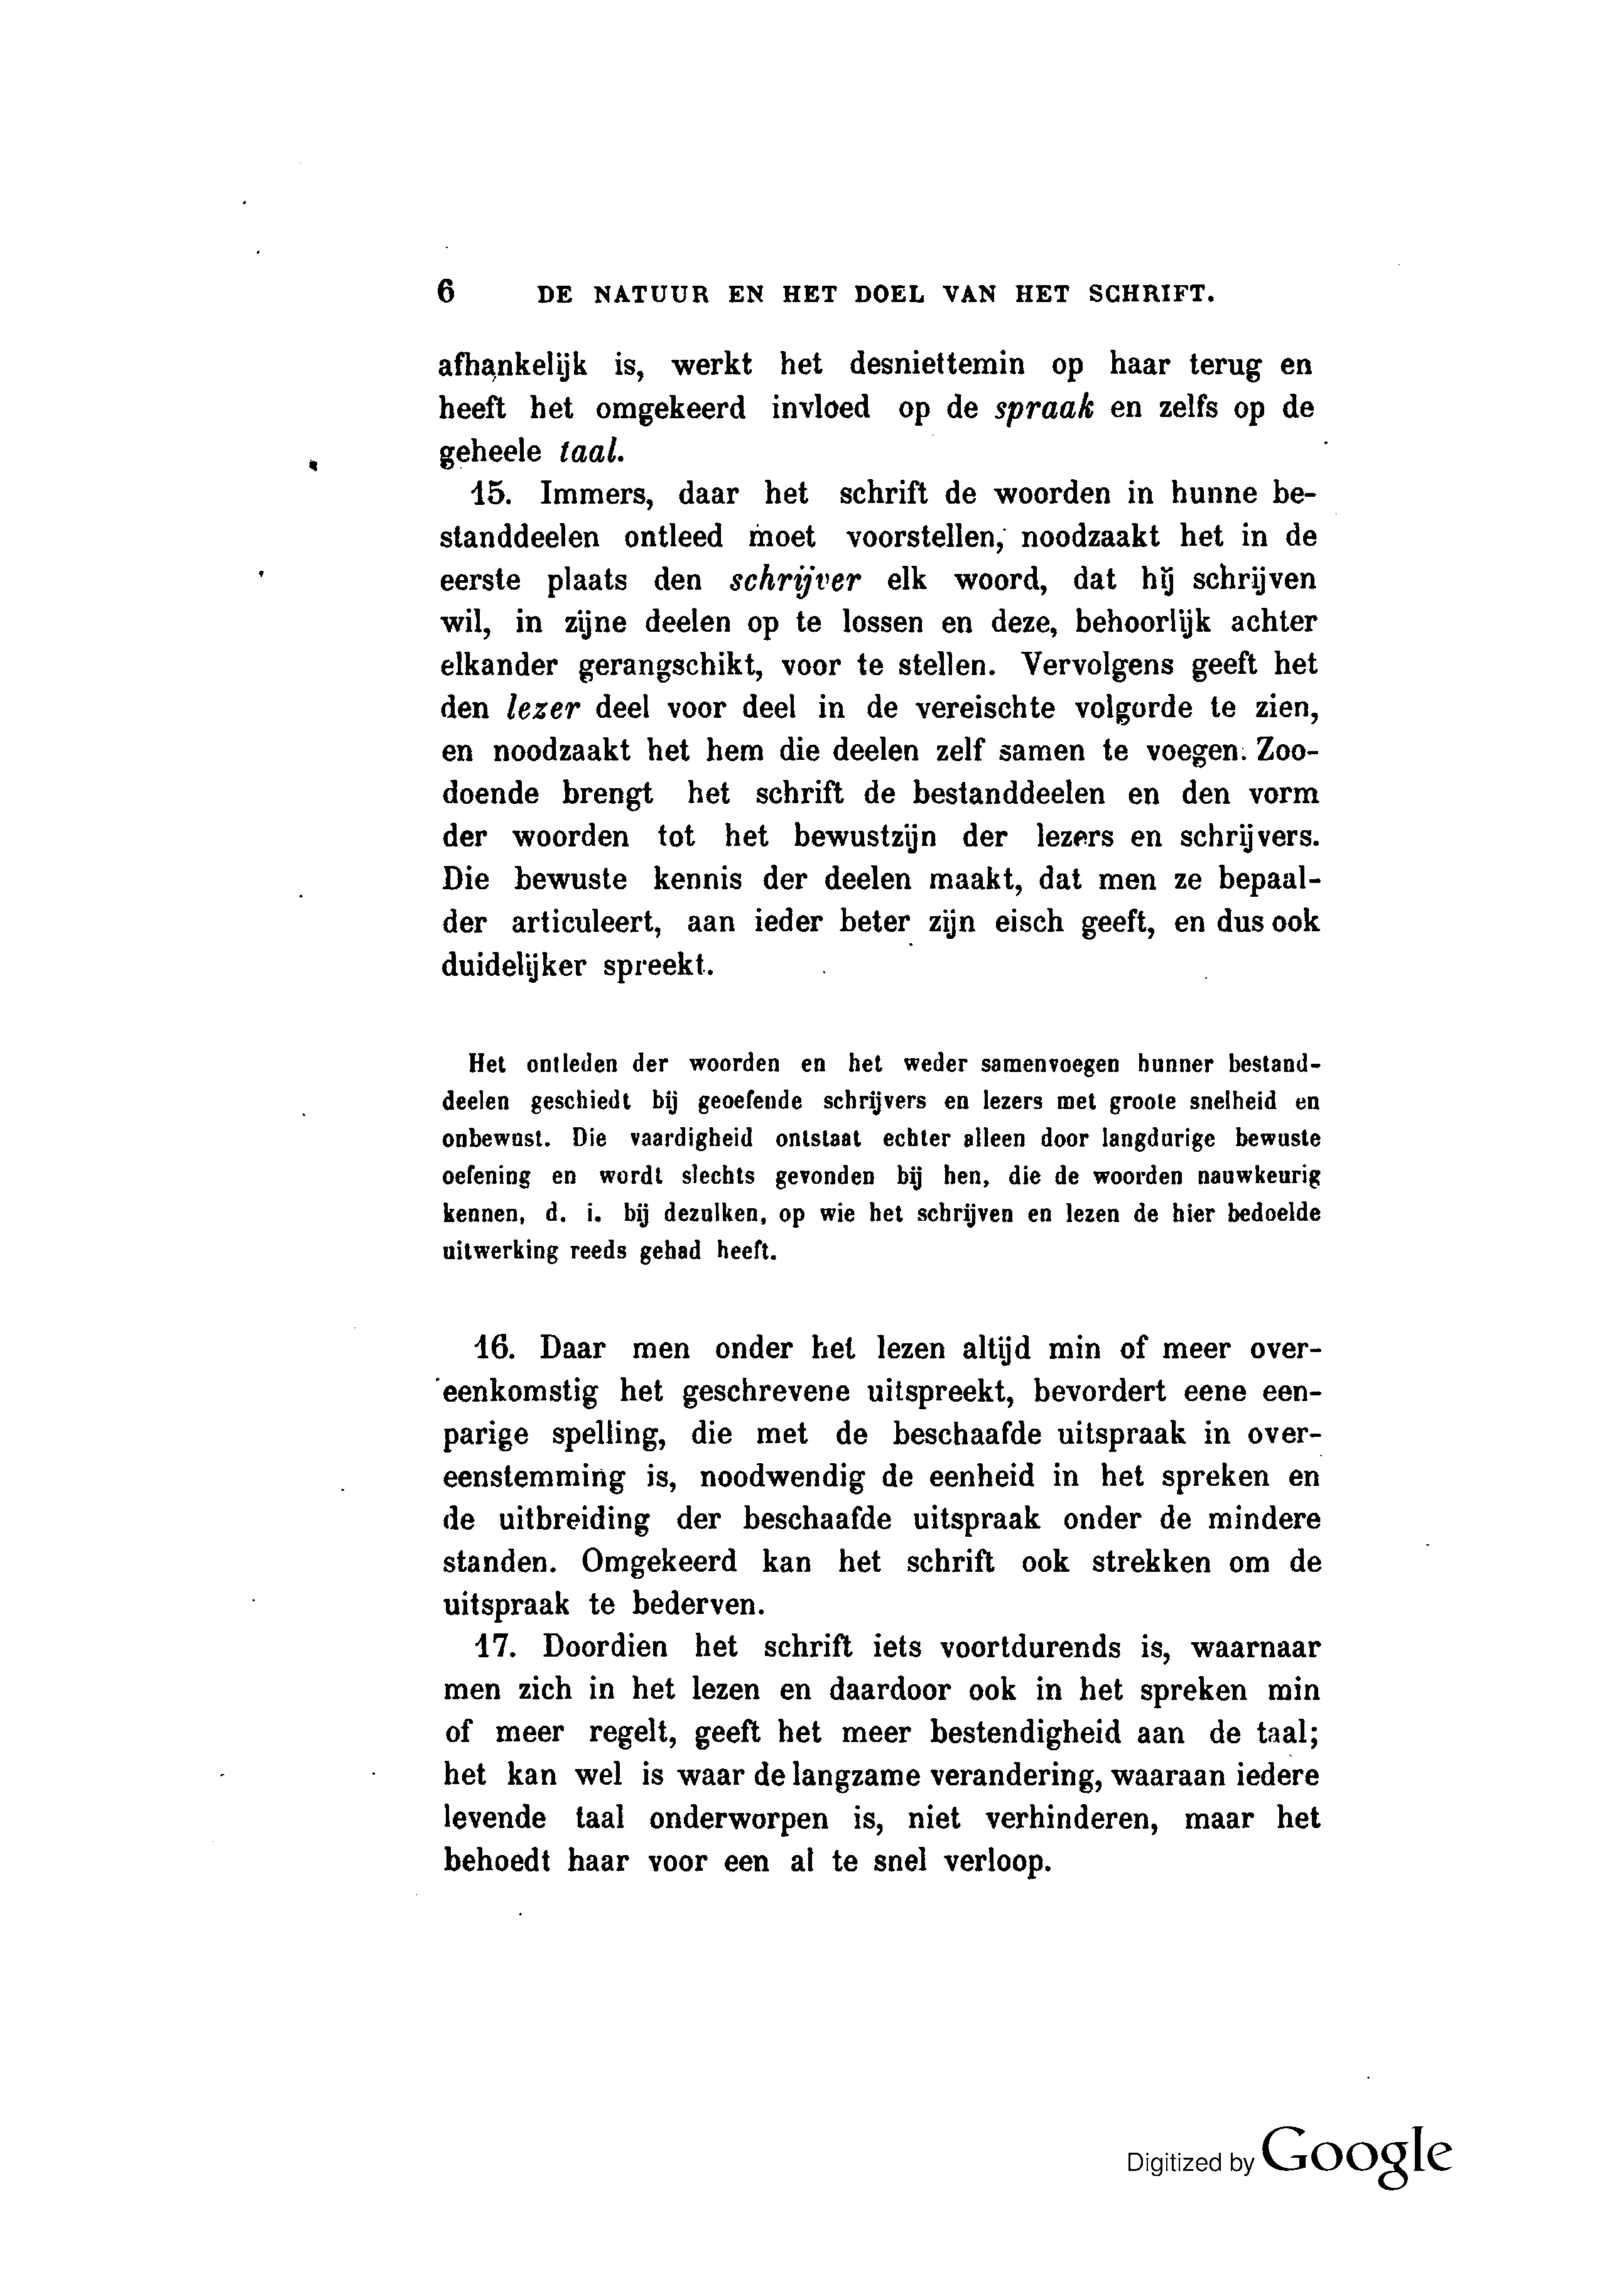 6 DE NATUUR EN HET DOEL VAN HET SCHRIFT.
afhankelijk is, werkt het desniettemin op haar terug en
heeft het omgekeerd invloed op de spraak en zelfs op de
geheele taal.
15. Immers, daar het schrift de woorden in hunne be-
standdeelen ontleed moet voorstellen, noodzaakt het in de
eerste plaats den schrijver elk woord, dat hij schrijven
wil, in zijne deelen op te lossen en deze, behoorlijk achter
elkander gerangschikt, voor te stellen. Vervolgens geeft het
den lezer deel voor deel in de vereischte volgorde te zien,
en noodzaakt het hem die deelen zelf samen te voegen. Zoo-
doende brengt het schrift de bestanddeelen en den vorm
der woorden tot het bewustzijn der lezers en schrijvers.
Die bewuste kennis der deelen maakt, dat men ze bepaal-
der articuleert, aan ieder beter zijn eisch geeft, en dus ook
duidelijker spreekt.
Het ontleden der woorden en het weder samenvoegen hunner bestand-
deelen geschiedt bij geoefende schrijvers en lezers met groote snelheid en
onbewust. Die vaardigheid ontstaat echter alleen door langdurige bewuste
oefening en wordt slechts gevonden bij hen, die de woorden nauwkeurig
kennen, d. i. bij dezulken, op wie het schrijven en lezen de hier bedoelde
uitwerking reeds gehad heeft.
16. Daar men onder het lezen altijd min of meer over-
eenkomstig het geschrevene uitspreekt, bevordert eene een-
parige spelling, die met de beschaafde uitspraak in over-
eenstemming is, noodwendig de eenheid in het spreken en
de uitbreiding der beschaafde uitspraak onder de mindere
standen. Omgekeerd kan het schrift ook strekken om de
uitspraak te bederven.
17. Doordien het schrift iets voortdurends is, waarnaar
men zich in het lezen en daardoor ook in het spreken min
of meer regelt, geeft het meer bestendigheid aan de taal;
het kan wel is waar de langzame verandering, waaraan iedere
levende taal onderworpen is, niet verhinderen, maar het
behoedt haar voor een al te snel verloop.
Digitized by Google